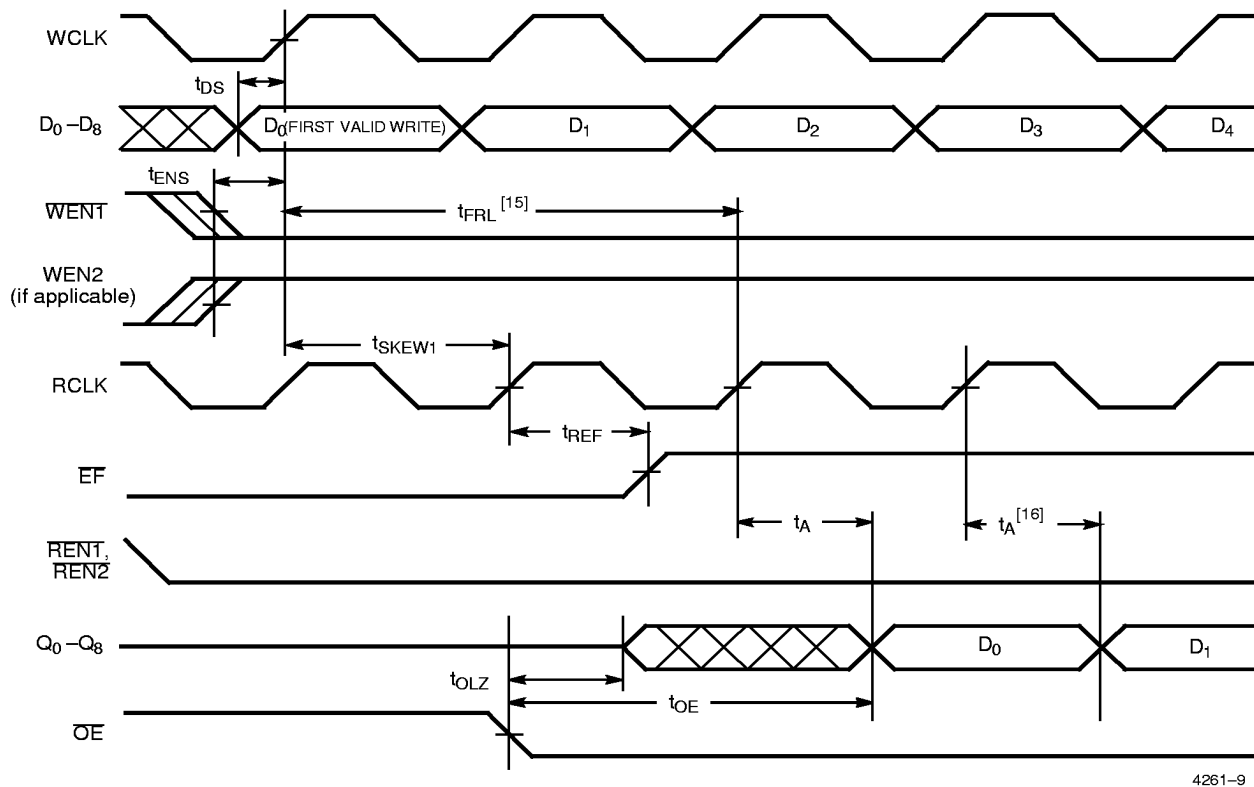 WCLK
tDS
D0–D8
D0(FIRST VALID WRITE)
D1
D2
D3
D4
tENS
WEN1
tFRL [15]
WEN2
(if applicable)
tSKEW1
RCLK
tREF
EF
tA
tA[16]
REN1,
REN2
Q0–Q8
D0
D1
tOLZ
tOE
OE
4261–9